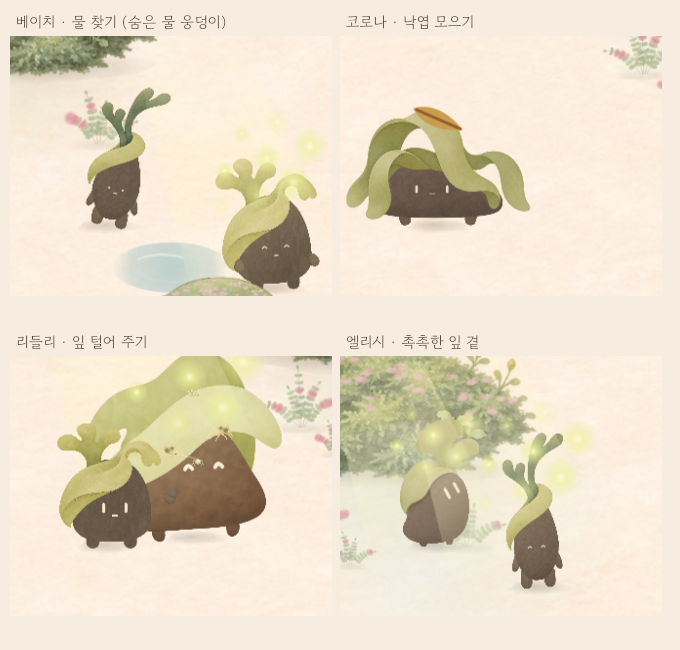 베이치 · 물 찾기 (숨은 물 웅덩이)
코로나 · 낙엽 모으기
리들리 · 잎 털어 주기
엘리시 · 촉촉한 잎 곁